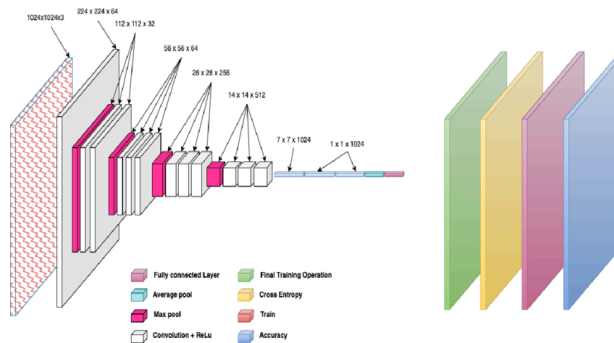 224 x 224 x 64
1024x1024x3
112 x 112 x 32
56 x 56 x 64
28 x 28 x 256
14 x 14 x 512
7 x 7 x 1024
1 x 1 x 1024
Fully connected Layer
Average pool
Max pool
Convolution + ReLu
Final Training Operation
Cross Entropy
Train
Accuracy